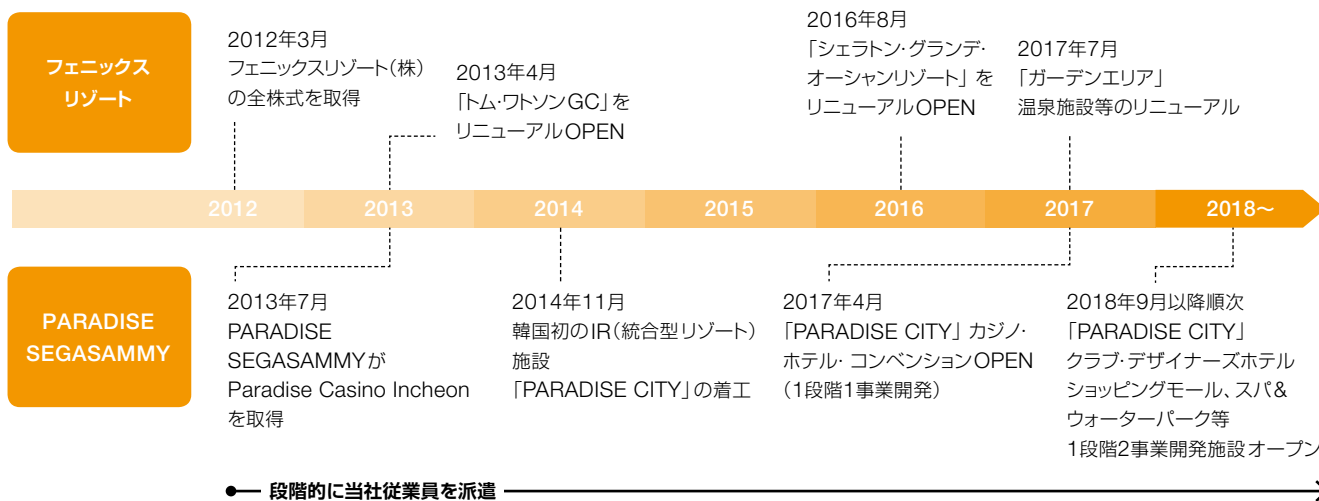 フェニックス
リゾート
2012年3月
フェニックスリゾート(株)
の全株式を取得
2013年4月
「トム・ワトソンGC」を
リニューアルOPEN
2016年8月
「シェラトン・グランデ・
オーシャンリゾート」を
リニューアルOPEN
2017年7月
「ガーデンエリア」
温泉施設等のリニューアル
2012
2013
2014
2015
2016
2017
2018〜
PARADISE
SEGASAMMY
2013年7月
PARADISE
SEGASAMMYが
Paradise Casino Incheon
を取得
2014年11月
韓国初のIR(統合型リゾート)
施設
「PARADISE CITY」の着工
2017年4月
「PARADISE CITY」カジノ・
ホテル・コンベンションOPEN
(1段階1事業開発)
2018年9月以降順次
「PARADISE CITY」
クラブ・デザイナーズホテル
ショッピングモール、スパ&
ウォーターパーク等
1段階2事業開発施設オープン
段階的に当社従業員を派遣